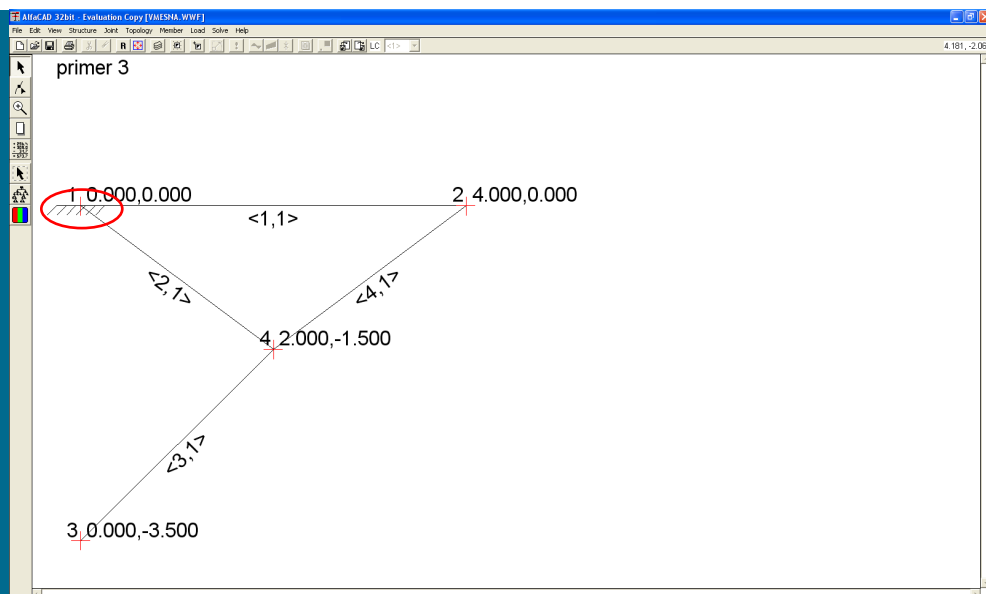 AlfaCAD 32bit - Evaluation Copy [VMESNA.WWF]
File Edit View Structure Joint Topology Member Load Solve Help
R LC <1> 4.181, -2.08
primer 3
1 0.000,0.000
2 4.000,0.000
<1,1>
<2,1>
<4,1>
4 2.000,-1.500
<3,1>
3 0.000,-3.500